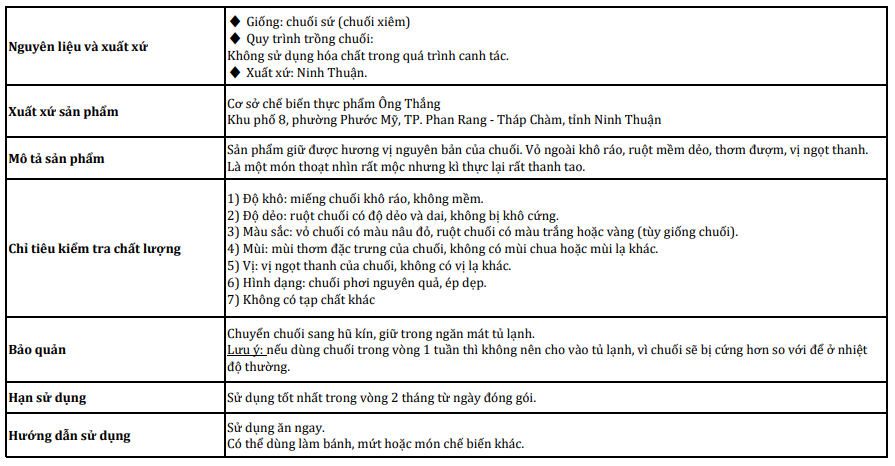 Nguyên liệu và xuất xứ
◆ Giống: chuối sứ (chuối xiêm)
◆ Quy trình trồng chuối:
Không sử dụng hóa chất trong quá trình canh tác.
◆ Xuất xứ: Ninh Thuận.
Xuất xứ sản phẩm
Cơ sở chế biến thực phẩm Ông Thắng
Khu phố 8, phường Phước Mỹ, TP. Phan Rang - Tháp Chàm, tỉnh Ninh Thuận
Mô tả sản phẩm
Sản phẩm giữ được hương vị nguyên bản của chuối. Vỏ ngoài khô ráo, ruột mềm dẻo, thơm đượm, vị ngọt thanh.
Là một món thoạt nhìn rất mộc nhưng kì thực lại rất thanh tao.
Chỉ tiêu kiểm tra chất lượng
1) Độ khô: miếng chuối khô ráo, không mềm.
2) Độ dẻo: ruột chuối có độ dẻo và dai, không bị khô cứng.
3) Màu sắc: vỏ chuối có màu nâu đỏ, ruột chuối có màu trắng hoặc vàng (tùy giống chuối).
4) Mùi: mùi thơm đặc trưng của chuối, không có mùi chua hoặc mùi lạ khác.
5) Vị: vị ngọt thanh của chuối, không có vị lạ khác.
6) Hình dạng: chuối phơi nguyên quả, ép dẹp.
7) Không có tạp chất khác
Bảo quản
Chuyển chuối sang hũ kín, giữ trong ngăn mát tủ lạnh.
Lưu ý: nếu dùng chuối trong vòng 1 tuần thì không nên cho vào tủ lạnh, vì chuối sẽ bị cứng hơn so với để ở nhiệt
độ thường.
Hạn sử dụng
Sử dụng tốt nhất trong vòng 2 tháng từ ngày đóng gói.
Hướng dẫn sử dụng
Sử dụng ăn ngay.
Có thể dùng làm bánh, mứt hoặc món chế biến khác.